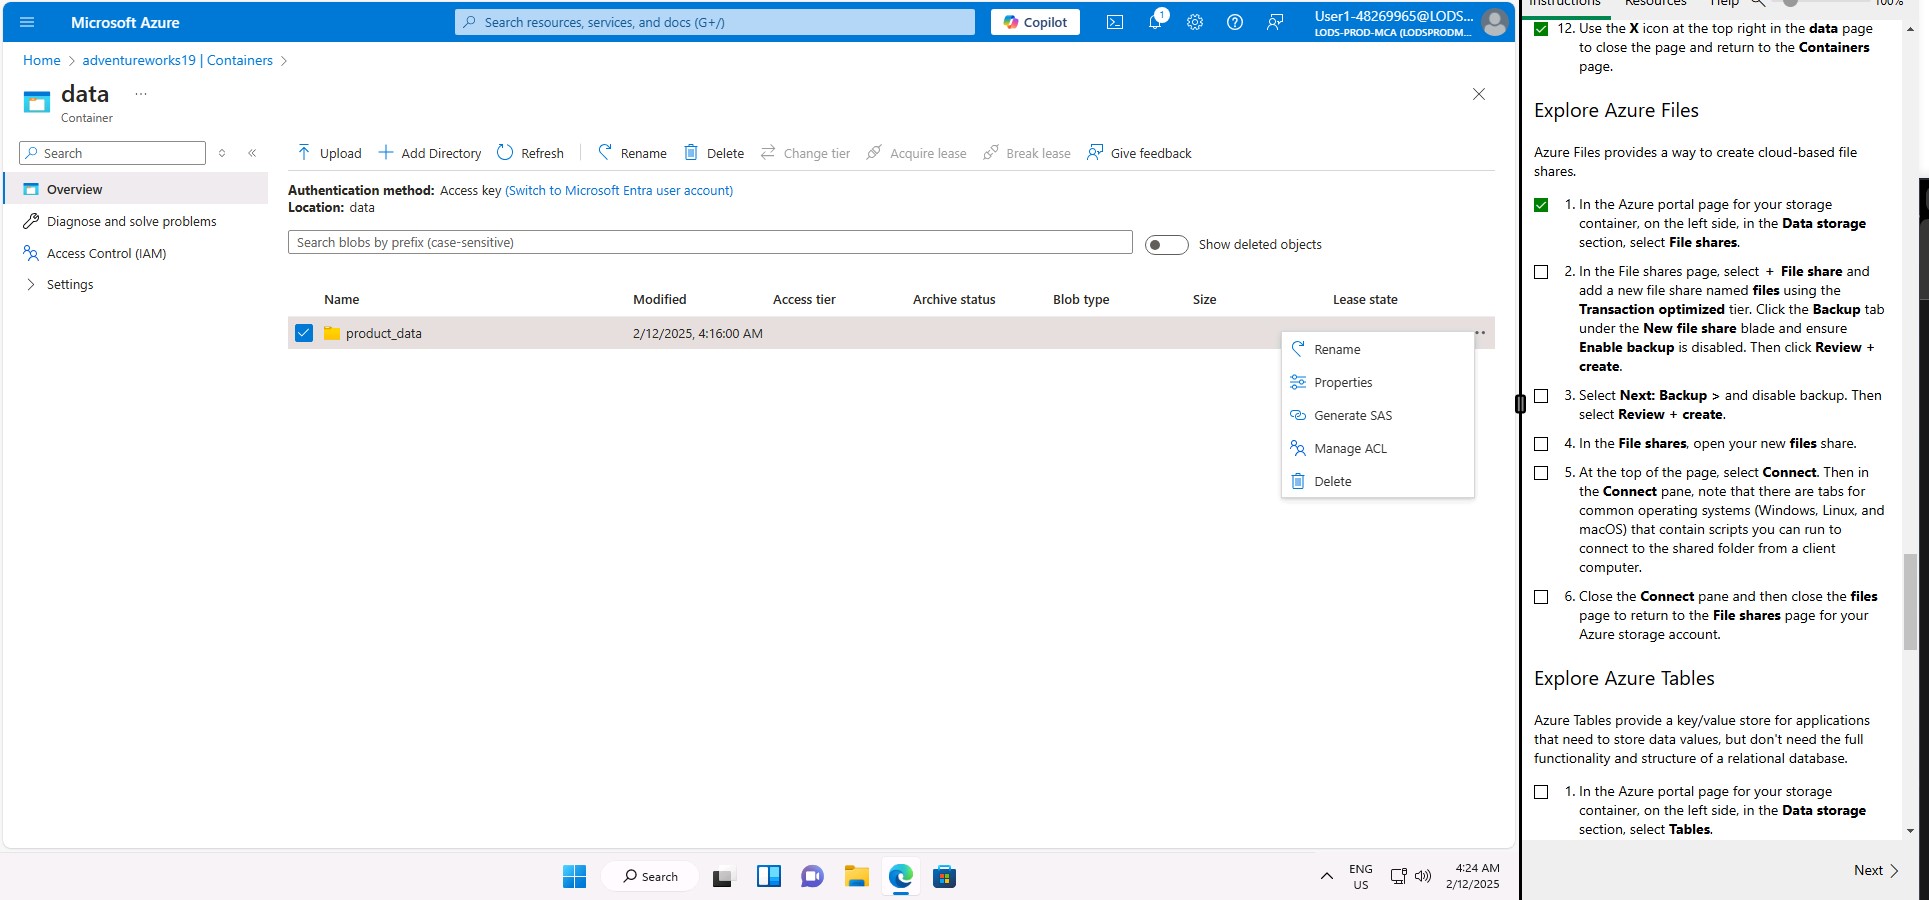 Microsoft Azure
Search resources, services, and docs (G+/)
Copilot
1
User1-48269965@LODS...
LODS-PROD-MCA (LODSPRODM...
Home > adventureworks19 | Containers >
data ...
Container
Search
Overview
Diagnose and solve problems
Access Control (IAM)
Settings
Upload
Add Directory
Refresh
Rename
Delete
Change tier
Acquire lease
Break lease
Give feedback
Authentication method: Access key (Switch to Microsoft Entra user account)
Location: data
Search blobs by prefix (case-sensitive)
Show deleted objects
Name Modified Access tier Archive status Blob type Size Lease state
product_data 2/12/2025, 4:16:00 AM
Rename
Properties
Generate SAS
Manage ACL
Delete
Search
ENG
US
4:24 AM
2/12/2025
Instructions Resources Help 100%
12. Use the X icon at the top right in the data page
to close the page and return to the Containers
page.
Explore Azure Files
Azure Files provides a way to create cloud-based file
shares.
1. In the Azure portal page for your storage
container, on the left side, in the Data storage
section, select File shares.
2. In the File shares page, select + File share and
add a new file share named files using the
Transaction optimized tier. Click the Backup tab
under the New file share blade and ensure
Enable backup is disabled. Then click Review +
create.
3. Select Next: Backup > and disable backup. Then
select Review + create.
4. In the File shares, open your new files share.
5. At the top of the page, select Connect. Then in
the Connect pane, note that there are tabs for
common operating systems (Windows, Linux, and
macOS) that contain scripts you can run to
connect to the shared folder from a client
computer.
6. Close the Connect pane and then close the files
page to return to the File shares page for your
Azure storage account.
Explore Azure Tables
Azure Tables provide a key/value store for applications
that need to store data values, but don't need the full
functionality and structure of a relational database.
1. In the Azure portal page for your storage
container, on the left side, in the Data storage
section, select Tables.
Next >